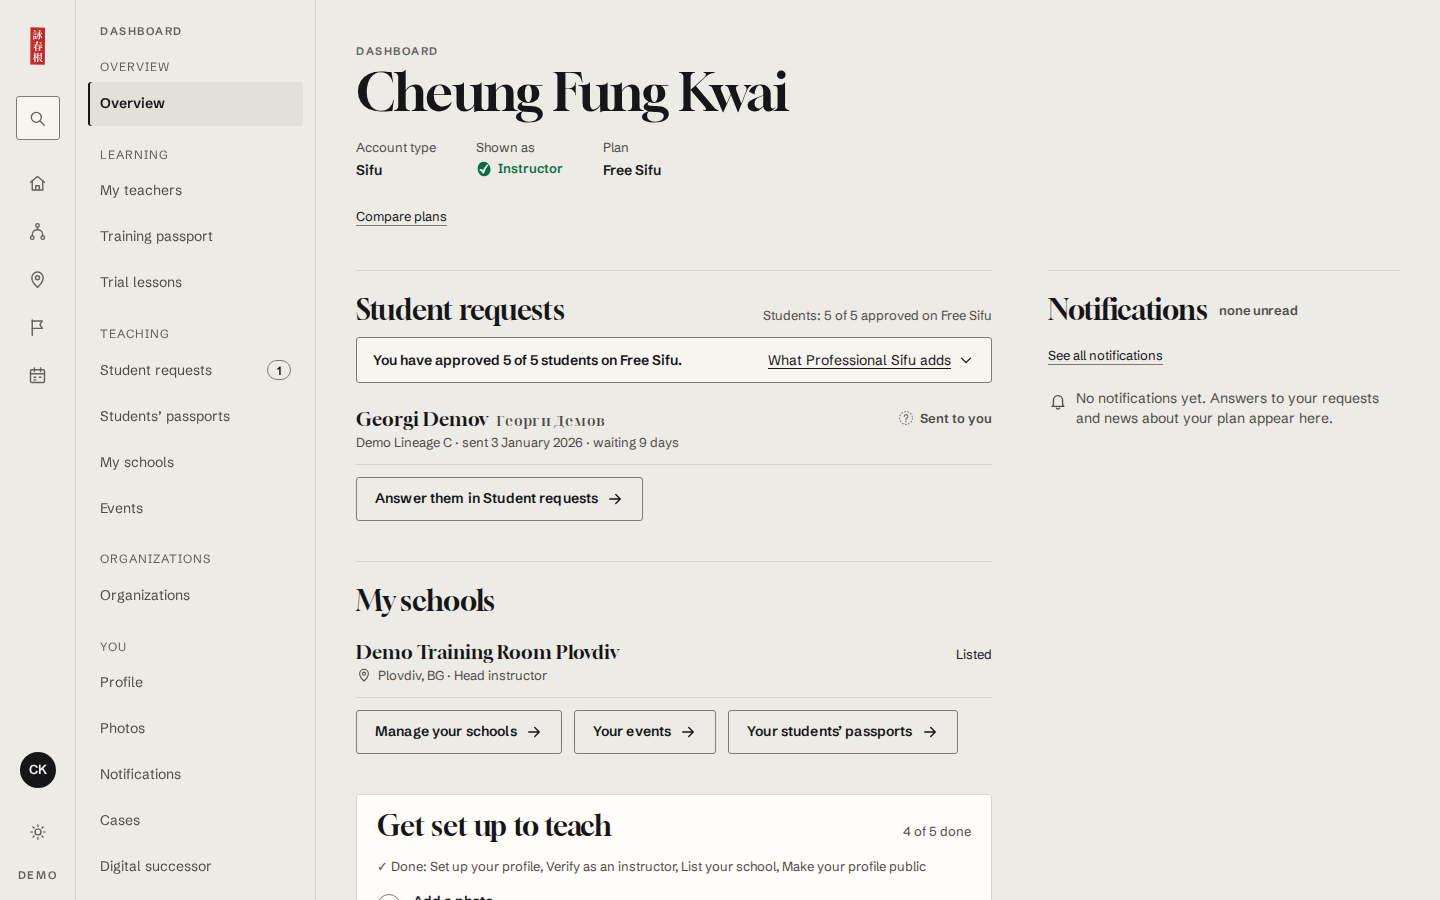 詠春根
DASHBOARD
OVERVIEW
Overview
LEARNING
My teachers
Training passport
Trial lessons
TEACHING
Student requests 1
Students’ passports
My schools
Events
ORGANIZATIONS
Organizations
YOU
Profile
Photos
Notifications
Cases
Digital successor
CK
DEMO
DASHBOARD
Cheung Fung Kwai
Account type Shown as Plan
Sifu Instructor Free Sifu
Compare plans
Student requests Students: 5 of 5 approved on Free Sifu
You have approved 5 of 5 students on Free Sifu. What Professional Sifu adds
Georgi Demov Георги Демов Sent to you
Demo Lineage C · sent 3 January 2026 · waiting 9 days
Answer them in Student requests →
My schools
Demo Training Room Plovdiv Listed
Plovdiv, BG · Head instructor
Manage your schools → Your events → Your students’ passports →
Get set up to teach 4 of 5 done
✓ Done: Set up your profile, Verify as an instructor, List your school, Make your profile public
Add a photo
Notifications none unread
See all notifications
No notifications yet. Answers to your requests
and news about your plan appear here.